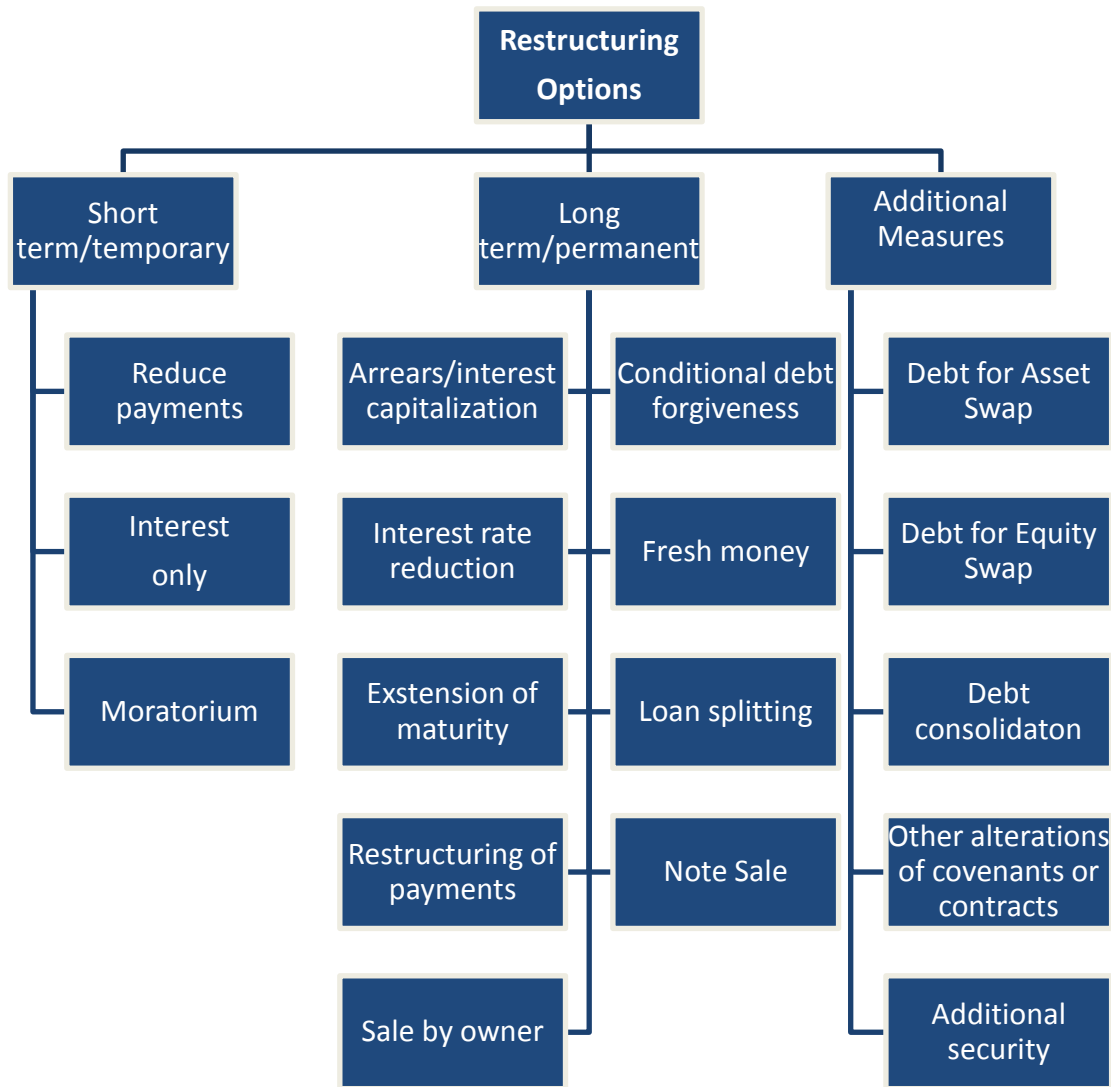 Restructuring
Options
Short
term/temporary
Long
term/permanent
Additional
Measures
Reduce
payments
Interest
only
Moratorium
Arrears/interest
capitalization
Conditional debt
forgiveness
Interest rate
reduction
Fresh money
Exstension of
maturity
Loan splitting
Restructuring of
payments
Note Sale
Sale by owner
Debt for Asset
Swap
Debt for Equity
Swap
Debt
consolidaton
Other alterations
of covenants or
contracts
Additional
security